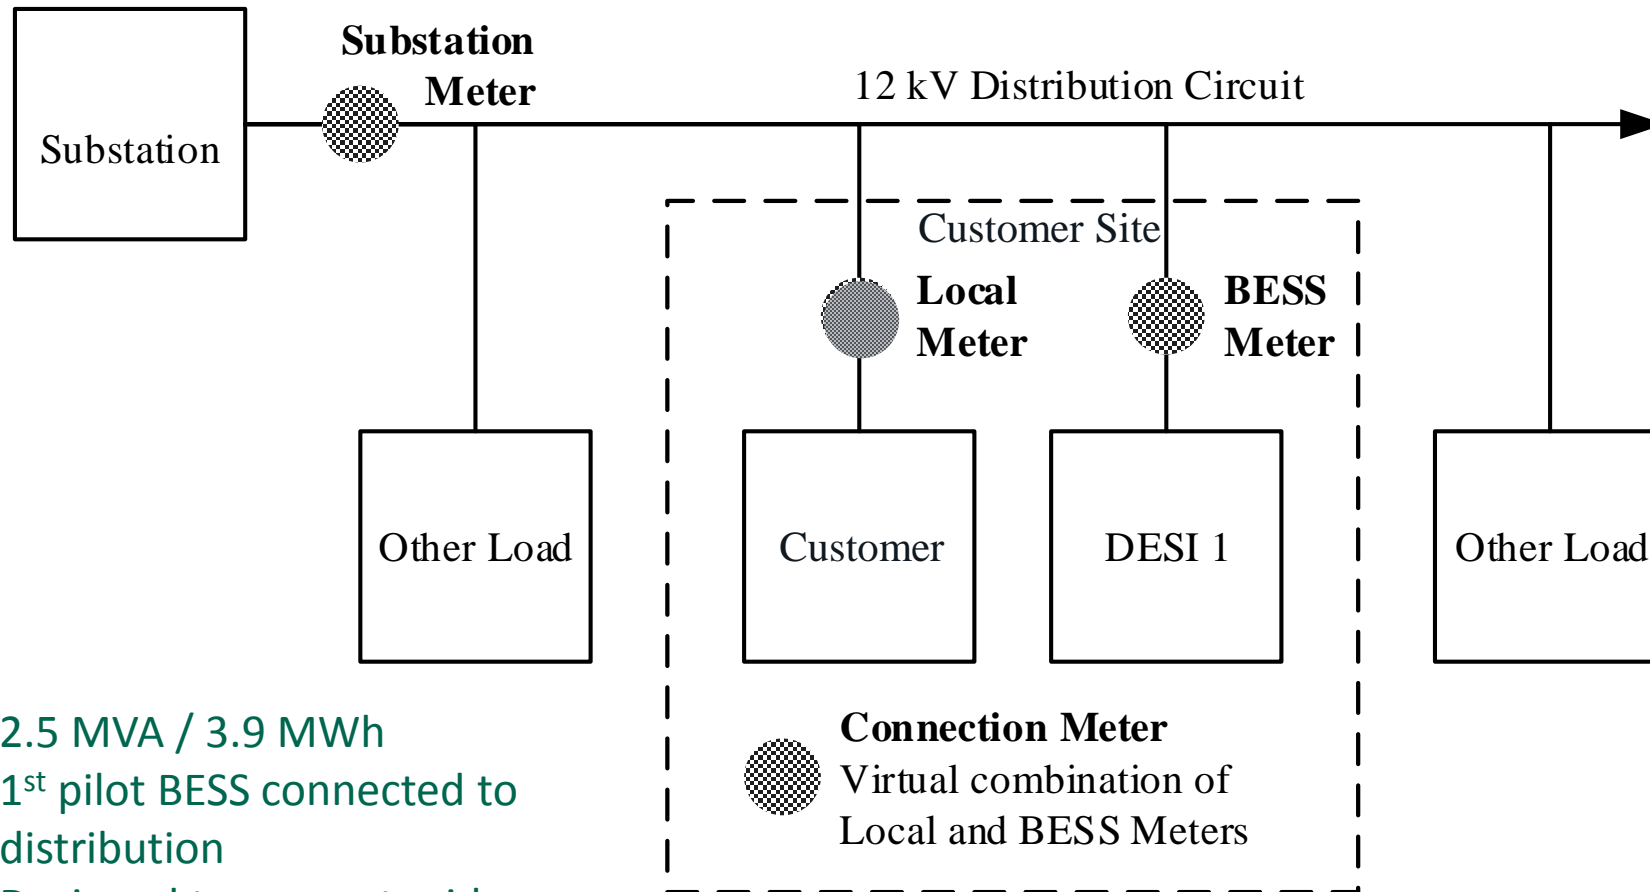 Substation
Meter
12 kV Distribution Circuit
Substation
Customer Site
Local
Meter
BESS
Meter
Other Load
Customer
DESI 1
Other Load
2.5 MVA / 3.9 MWh
1st pilot BESS connected to
distribution
Connection Meter
Virtual combination of
Local and BESS Meters